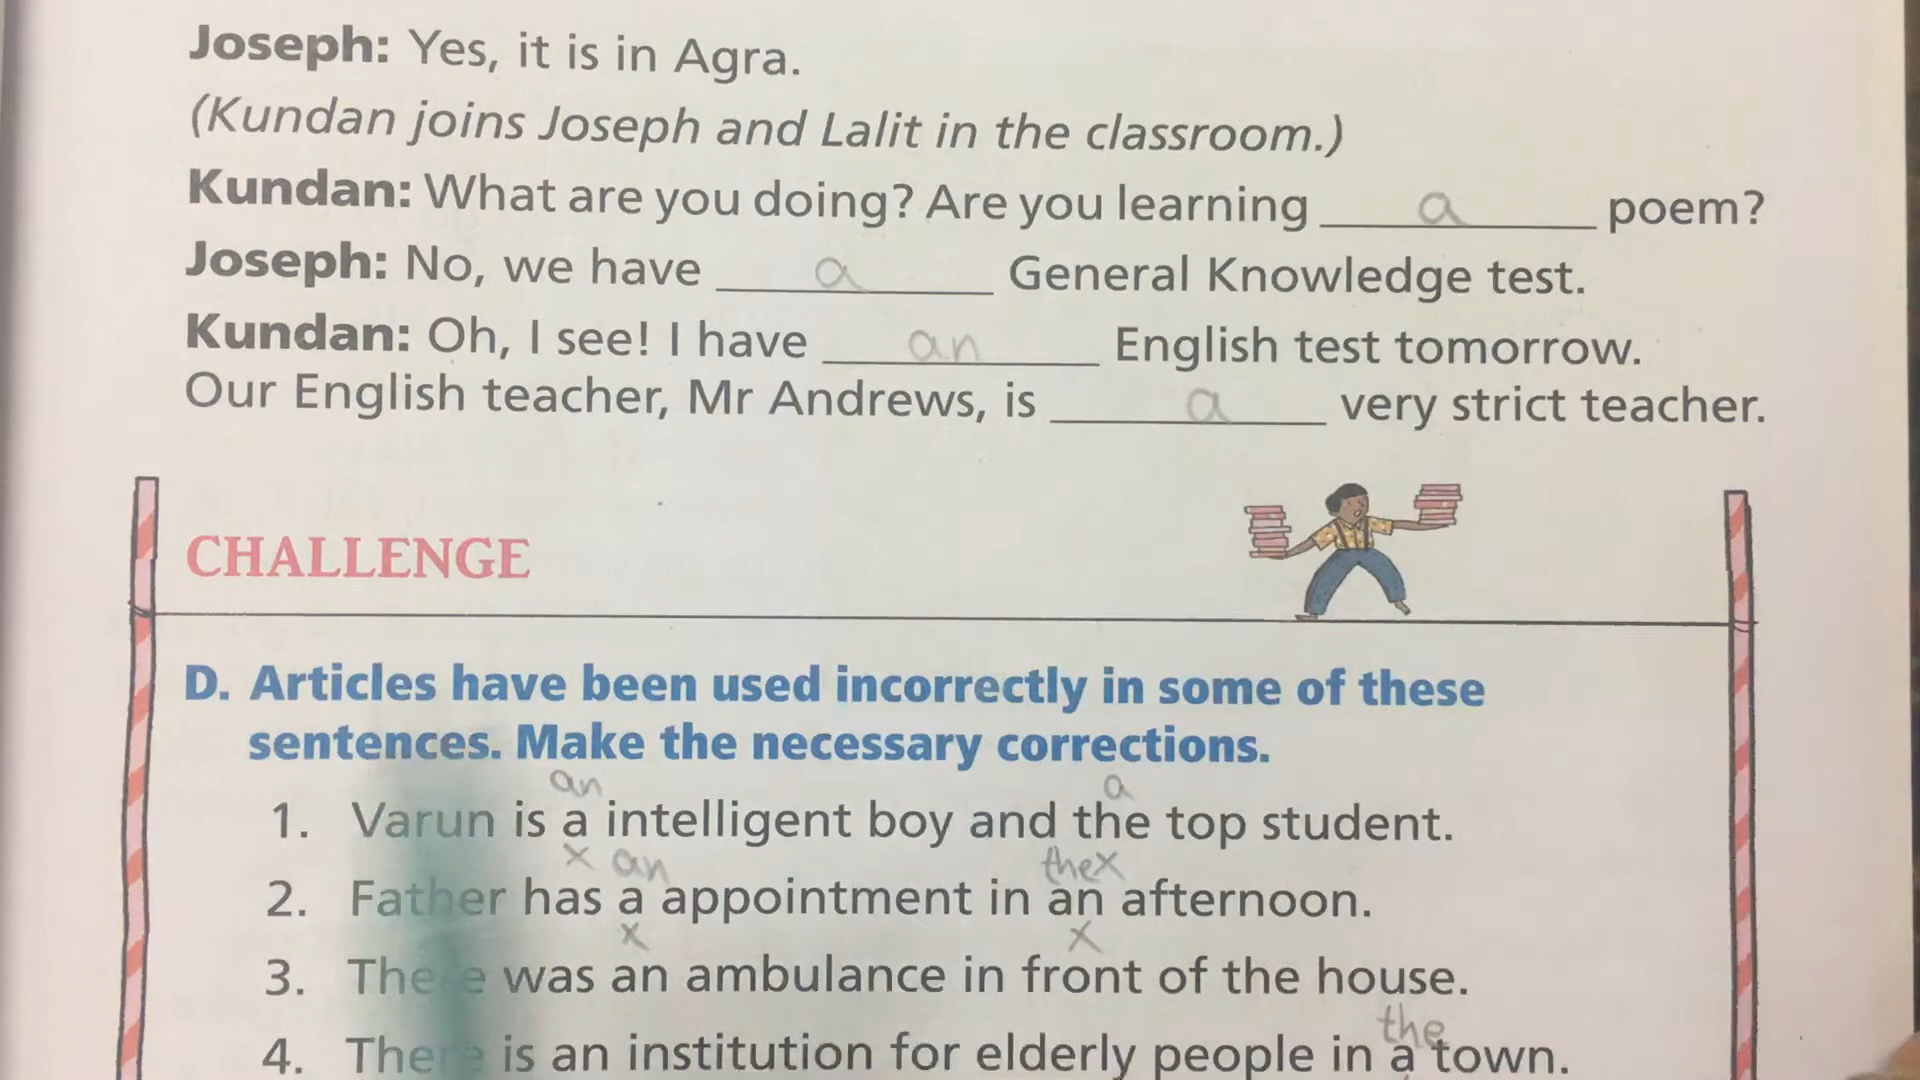 Joseph: Yes, it is in Agra.
(Kundan joins Joseph and Lalit in the classroom.)
Kundan: What are you doing? Are you learning a poem?
Joseph: No, we have a General Knowledge test.
Kundan: Oh, I see! I have an English test tomorrow.
Our English teacher, Mr Andrews, is a very strict teacher.
CHALLENGE
D. Articles have been used incorrectly in some of these
sentences. Make the necessary corrections.
an a
1. Varun is a intelligent boy and the top student.
x an the x
2. Father has a appointment in an afternoon.
x x
3. There was an ambulance in front of the house.
the
4. There is an institution for elderly people in a town.